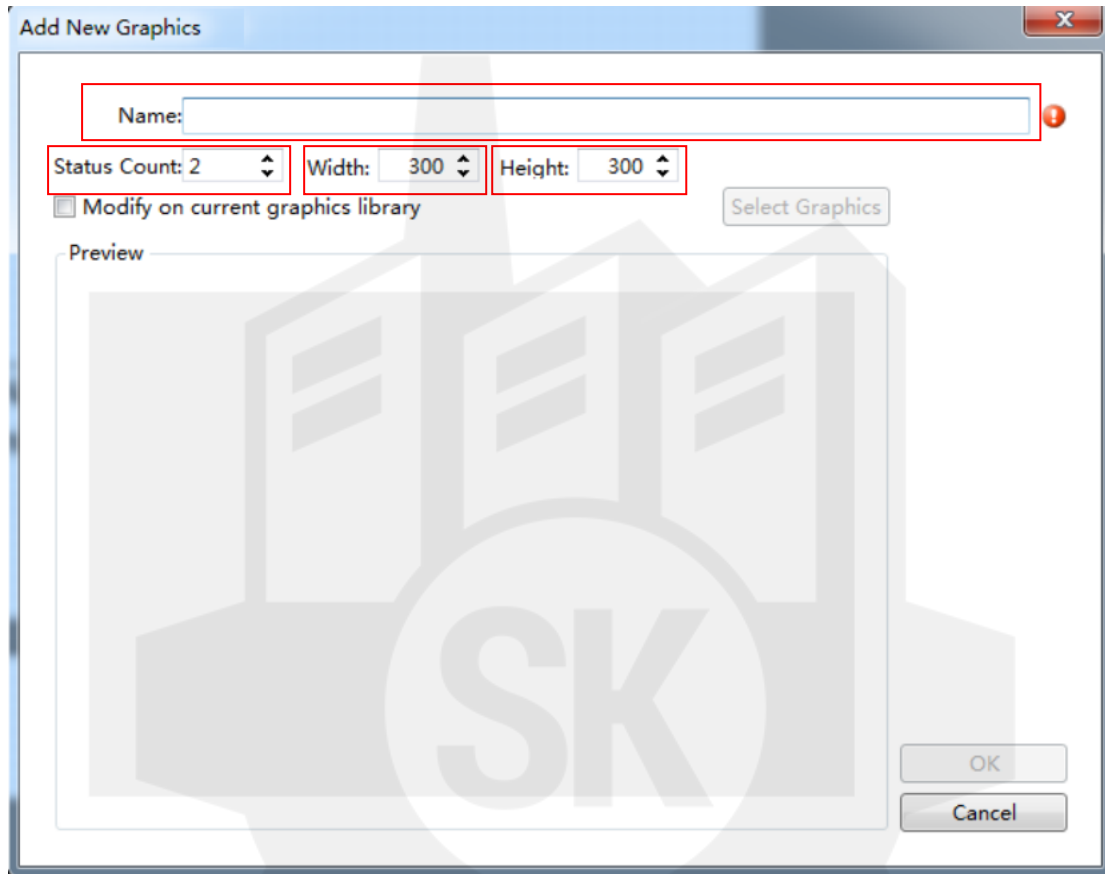 Add New Graphics
Name:
Status Count: 2 Width: 300 Height: 300
Modify on current graphics library Select Graphics
Preview
SK
OK
Cancel